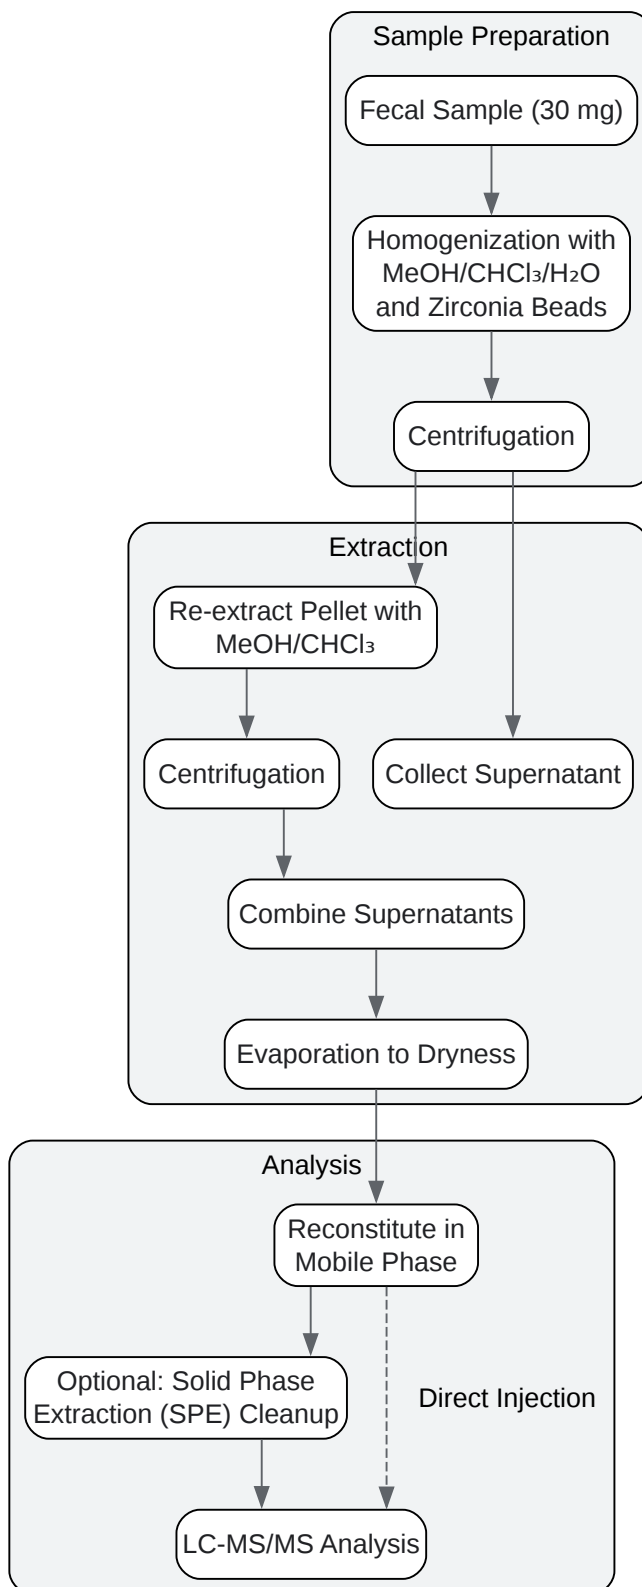 Sample Preparation
Fecal Sample (30 mg)
Homogenization with
MeOH/CHCl₃/H₂O
and Zirconia Beads
Centrifugation
Extraction
Re-extract Pellet with
MeOH/CHCl₃
Centrifugation
Collect Supernatant
Combine Supernatants
Evaporation to Dryness
Analysis
Reconstitute in
Mobile Phase
Optional: Solid Phase
Extraction (SPE) Cleanup
Direct Injection
LC-MS/MS Analysis